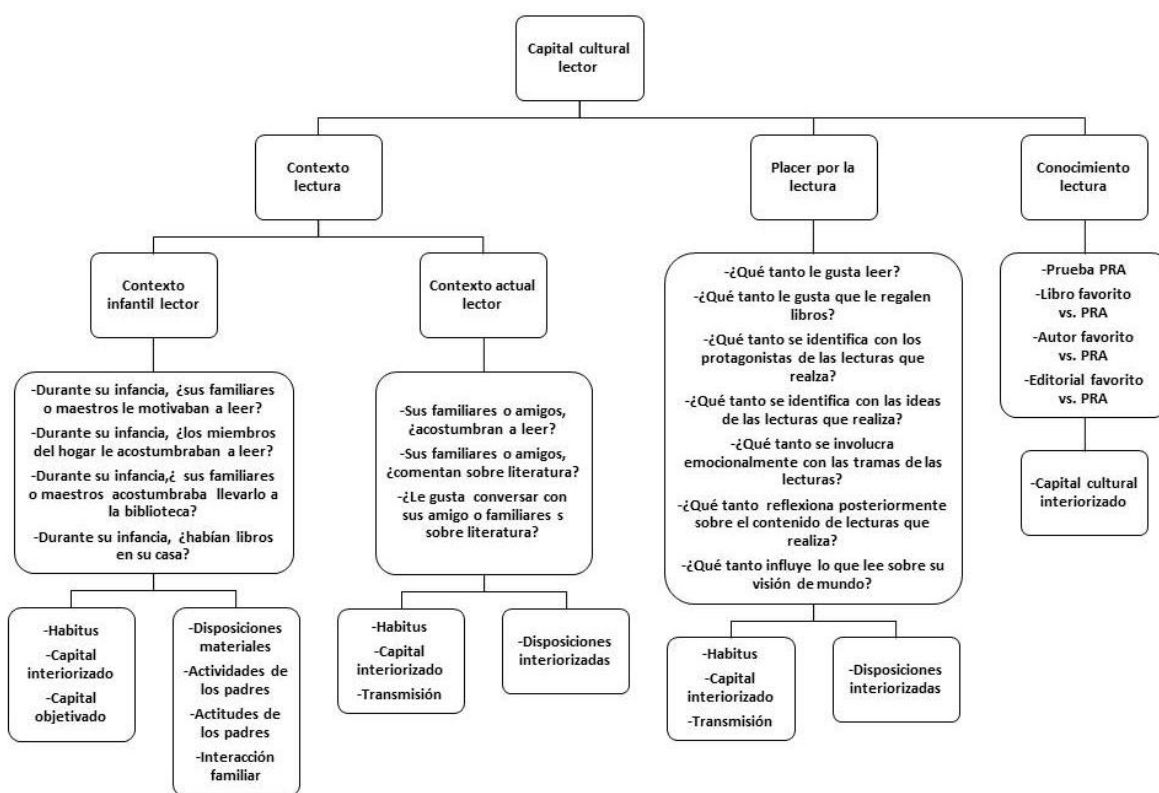 Capital cultural
lector
Contexto
lectura
Placer por la
lectura
Conocimiento
lectura
Contexto
infantil lector
Contexto actual
lector
-Durante su infancia, ¿sus familiares
o maestros le motivaban a leer?
-Durante su infancia, ¿los miembros
del hogar le acostumbraban a leer?
-Durante su infancia,¿ sus familiares
o maestros acostumbraba llevarlo a
la biblioteca?
-Durante su infancia, ¿habían libros
en su casa?
-Sus familiares o amigos,
¿acostumbran a leer?
-Sus familiares o amigos,
¿comentan sobre literatura?
-¿Le gusta conversar con
sus amigo o familiares s
sobre literatura?
-¿Qué tanto le gusta leer?
-¿Qué tanto le gusta que le regalen
libros?
-¿Qué tanto se identifica con los
protagonistas de las lecturas que
realza?
-¿Qué tanto se identifica con las ideas
de las lecturas que realiza?
-¿Qué tanto se involucra
emocionalmente con las tramas de las
lecturas?
-¿Qué tanto reflexiona posteriormente
sobre el contenido de lecturas que
realiza?
-¿Qué tanto influye lo que lee sobre su
visión de mundo?
-Prueba PRA
-Libro favorito
vs. PRA
-Autor favorito
vs. PRA
-Editorial favorito
vs. PRA
-Habitus
-Capital
interiorizado
-Capital
objetivado
-Disposiciones
materiales
-Actividades de
los padres
-Actitudes de
los padres
-Interacción
familiar
-Habitus
-Capital
interiorizado
-Transmisión
-Disposiciones
interiorizadas
-Habitus
-Capital
interiorizado
-Transmisión
-Disposiciones
interiorizadas
-Capital cultural
interiorizado